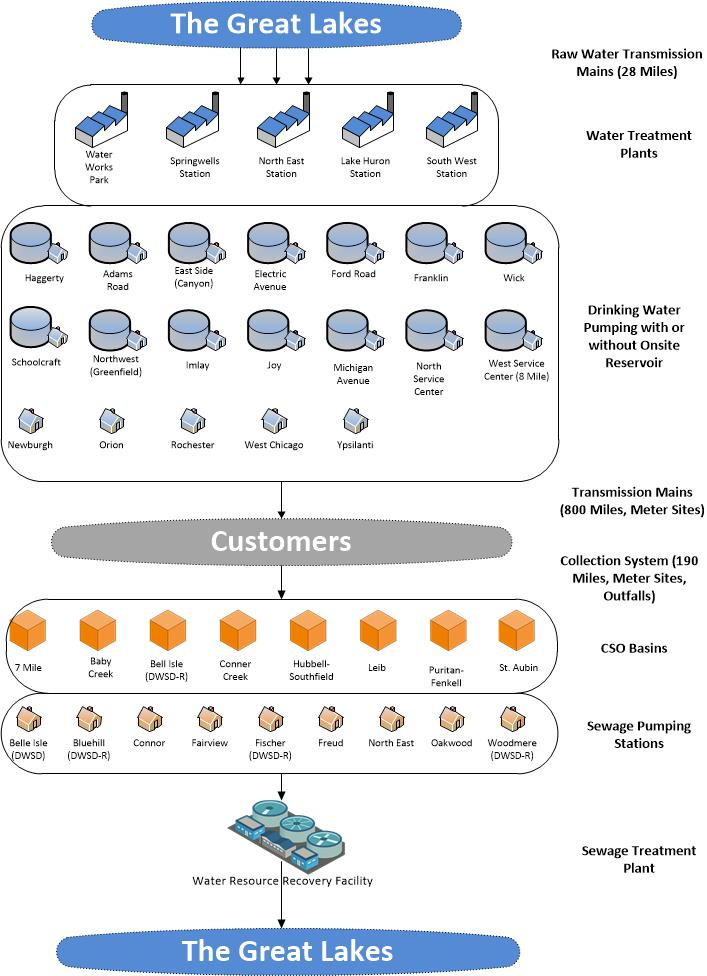 The Great Lakes
Raw Water Transmission
Mains (28 Miles)
Water
Works
Park
Springwells
Station
North East
Station
Lake Huron
Station
South West
Station
Water Treatment
Plants
Haggerty
Adams
Road
East Side
(Canyon)
Electric
Avenue
Ford Road
Franklin
Wick
Schoolcraft
Northwest
(Greenfield)
Imlay
Joy
Michigan
Avenue
North
Service
Center
West Service
Center (8 Mile)
Newburgh
Orion
Rochester
West Chicago
Ypsilanti
Drinking Water
Pumping with or
without Onsite
Reservoir
Transmission Mains
(800 Miles, Meter Sites)
Customers
Collection System (190
Miles, Meter Sites,
Outfalls)
7 Mile
Baby
Creek
Bell Isle
(DWSD-R)
Conner
Creek
Hubbell-
Southfield
Leib
Puritan-
Fenkell
St. Aubin
CSO Basins
Belle Isle
(DWSD)
Bluehill
(DWSD-R)
Connor
Fairview
Fischer
(DWSD-R)
Freud
North East
Oakwood
Woodmere
(DWSD-R)
Sewage Pumping
Stations
Water Resource Recovery Facility
Sewage Treatment
Plant
The Great Lakes